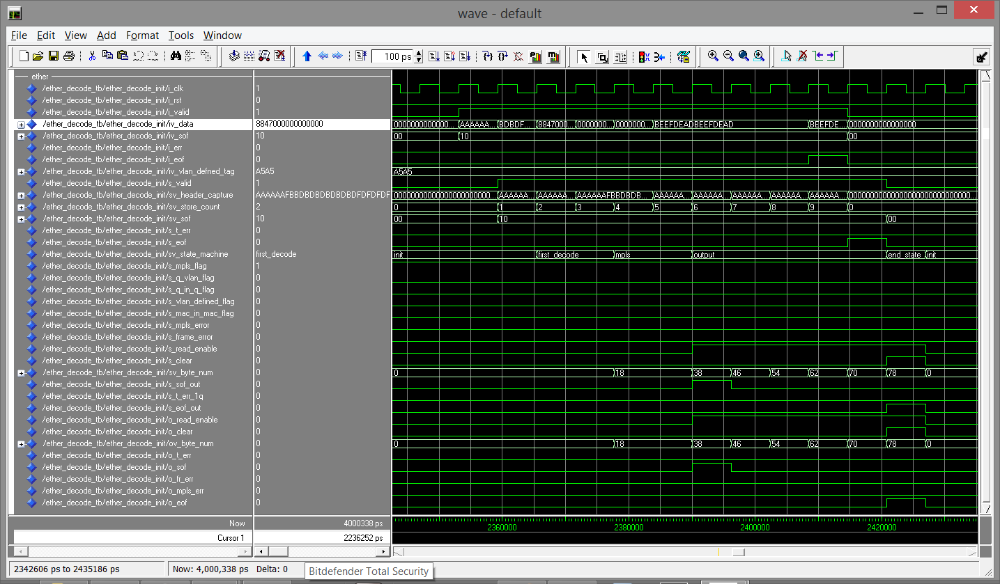 wave - default
File Edit View Add Format Tools Window
100 ps
ether
/ether_decode_tb/ether_decode_init/i_clk 1
/ether_decode_tb/ether_decode_init/i_rst 0
/ether_decode_tb/ether_decode_init/i_valid 1
/ether_decode_tb/ether_decode_init/iv_data 8847000000000000 0000000000000... AAAAAA... BDBDF... 8847000... 0000000... 0000000... BEEFDEADBEEFDEAD BEEFDE... 0000000000000000
/ether_decode_tb/ether_decode_init/iv_sof 10 00 10 00
/ether_decode_tb/ether_decode_init/i_err 0
/ether_decode_tb/ether_decode_init/i_eof 0
/ether_decode_tb/ether_decode_init/iv_vlan_defned_tag A5A5 A5A5
/ether_decode_tb/ether_decode_init/s_valid 1
/ether_decode_tb/ether_decode_init/sv_header_capture AAAAAAFBBDBDBDBDBDBDFDFDFDF 00000000000000000000000... AAAAAA... AAAAAA... AAAAAAFBBDBDB... AAAAAA... AAAAAA... AAAAAA... AAAAAA... AAAAAA... 0000000000000000000000000000...
/ether_decode_tb/ether_decode_init/sv_store_count 2 0 1 2 3 4 5 6 7 8 9 0
/ether_decode_tb/ether_decode_init/sv_sof 10 00 10 00
/ether_decode_tb/ether_decode_init/s_t_err 0
/ether_decode_tb/ether_decode_init/s_eof 0
/ether_decode_tb/ether_decode_init/sv_state_machine first_decode init first_decode mpls output end_state init
/ether_decode_tb/ether_decode_init/s_mpls_flag 1
/ether_decode_tb/ether_decode_init/s_q_vlan_flag 0
/ether_decode_tb/ether_decode_init/s_q_in_q_flag 0
/ether_decode_tb/ether_decode_init/s_vlan_defined_flag 0
/ether_decode_tb/ether_decode_init/s_mac_in_mac_flag 0
/ether_decode_tb/ether_decode_init/s_mpls_error 0
/ether_decode_tb/ether_decode_init/s_frame_error 0
/ether_decode_tb/ether_decode_init/s_read_enable 0
/ether_decode_tb/ether_decode_init/s_clear 0
/ether_decode_tb/ether_decode_init/sv_byte_num 0 0 18 38 46 54 62 70 78 0
/ether_decode_tb/ether_decode_init/s_sof_out 0
/ether_decode_tb/ether_decode_init/s_t_err_1q 0
/ether_decode_tb/ether_decode_init/s_eof_out 0
/ether_decode_tb/ether_decode_init/o_read_enable 0
/ether_decode_tb/ether_decode_init/o_clear 0
/ether_decode_tb/ether_decode_init/ov_byte_num 0 0 18 38 46 54 62 70 78 0
/ether_decode_tb/ether_decode_init/o_t_err 0
/ether_decode_tb/ether_decode_init/o_sof 0
/ether_decode_tb/ether_decode_init/o_fr_err 0
/ether_decode_tb/ether_decode_init/o_mpls_err 0
/ether_decode_tb/ether_decode_init/o_eof 0
Now 4000338 ps 2360000 2380000 2400000 2420000
Cursor 1 2236252 ps
2342606 ps to 2435186 ps Now: 4,000,338 ps Delta: 0
Bitdefender Total Security